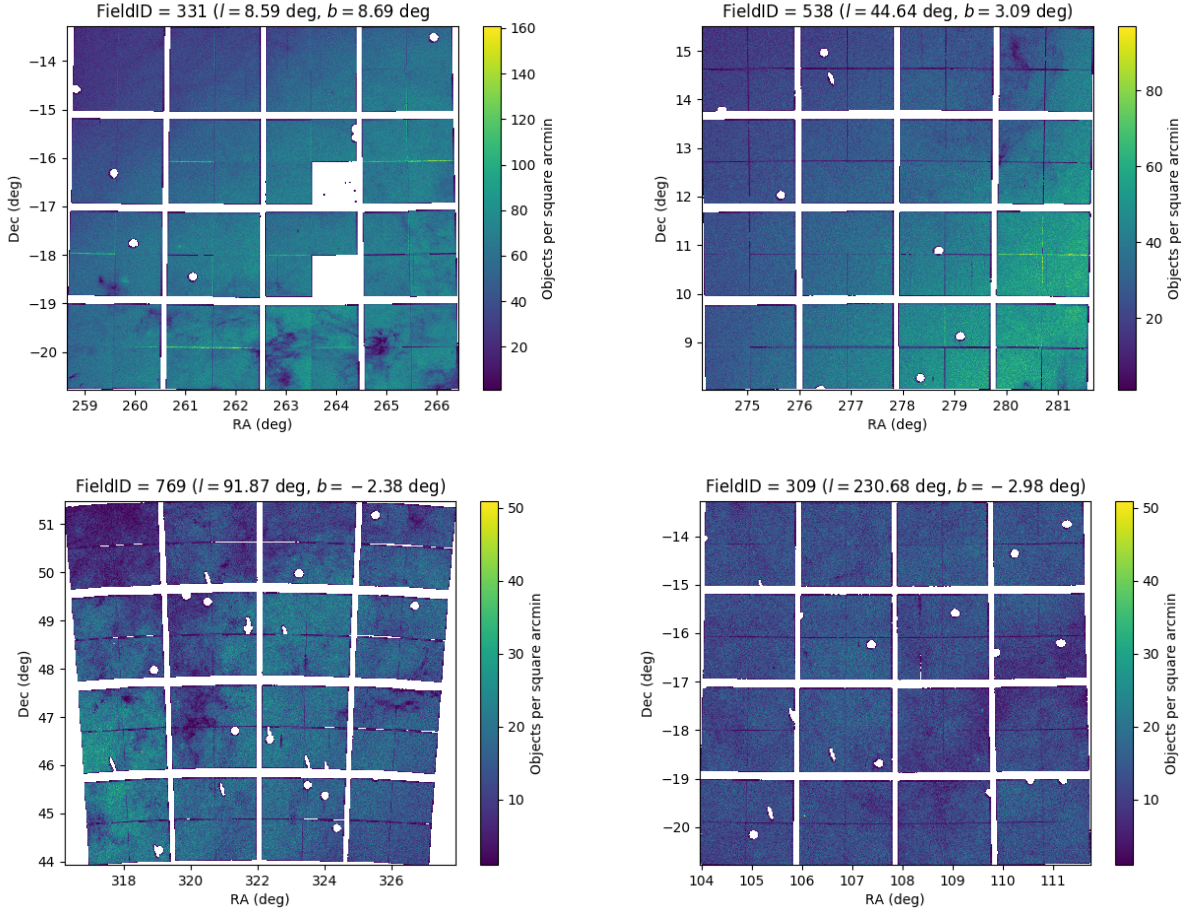 FieldID = 331 (l = 8.59 deg, b = 8.69 deg
−14
−15
−16
−17
−18
−19
−20
Dec (deg)
259 260 261 262 263 264 265 266
RA (deg)
160
140
120
100
80
60
40
20
Objects per square arcmin
FieldID = 538 (l = 44.64 deg, b = 3.09 deg)
15
14
13
12
11
10
9
Dec (deg)
275 276 277 278 279 280 281
RA (deg)
80
60
40
20
Objects per square arcmin
FieldID = 769 (l = 91.87 deg, b = −2.38 deg)
51
50
49
48
47
46
45
44
Dec (deg)
318 320 322 324 326
RA (deg)
50
40
30
20
10
Objects per square arcmin
FieldID = 309 (l = 230.68 deg, b = −2.98 deg)
−14
−15
−16
−17
−18
−19
−20
Dec (deg)
104 105 106 107 108 109 110 111
RA (deg)
50
40
30
20
10
Objects per square arcmin